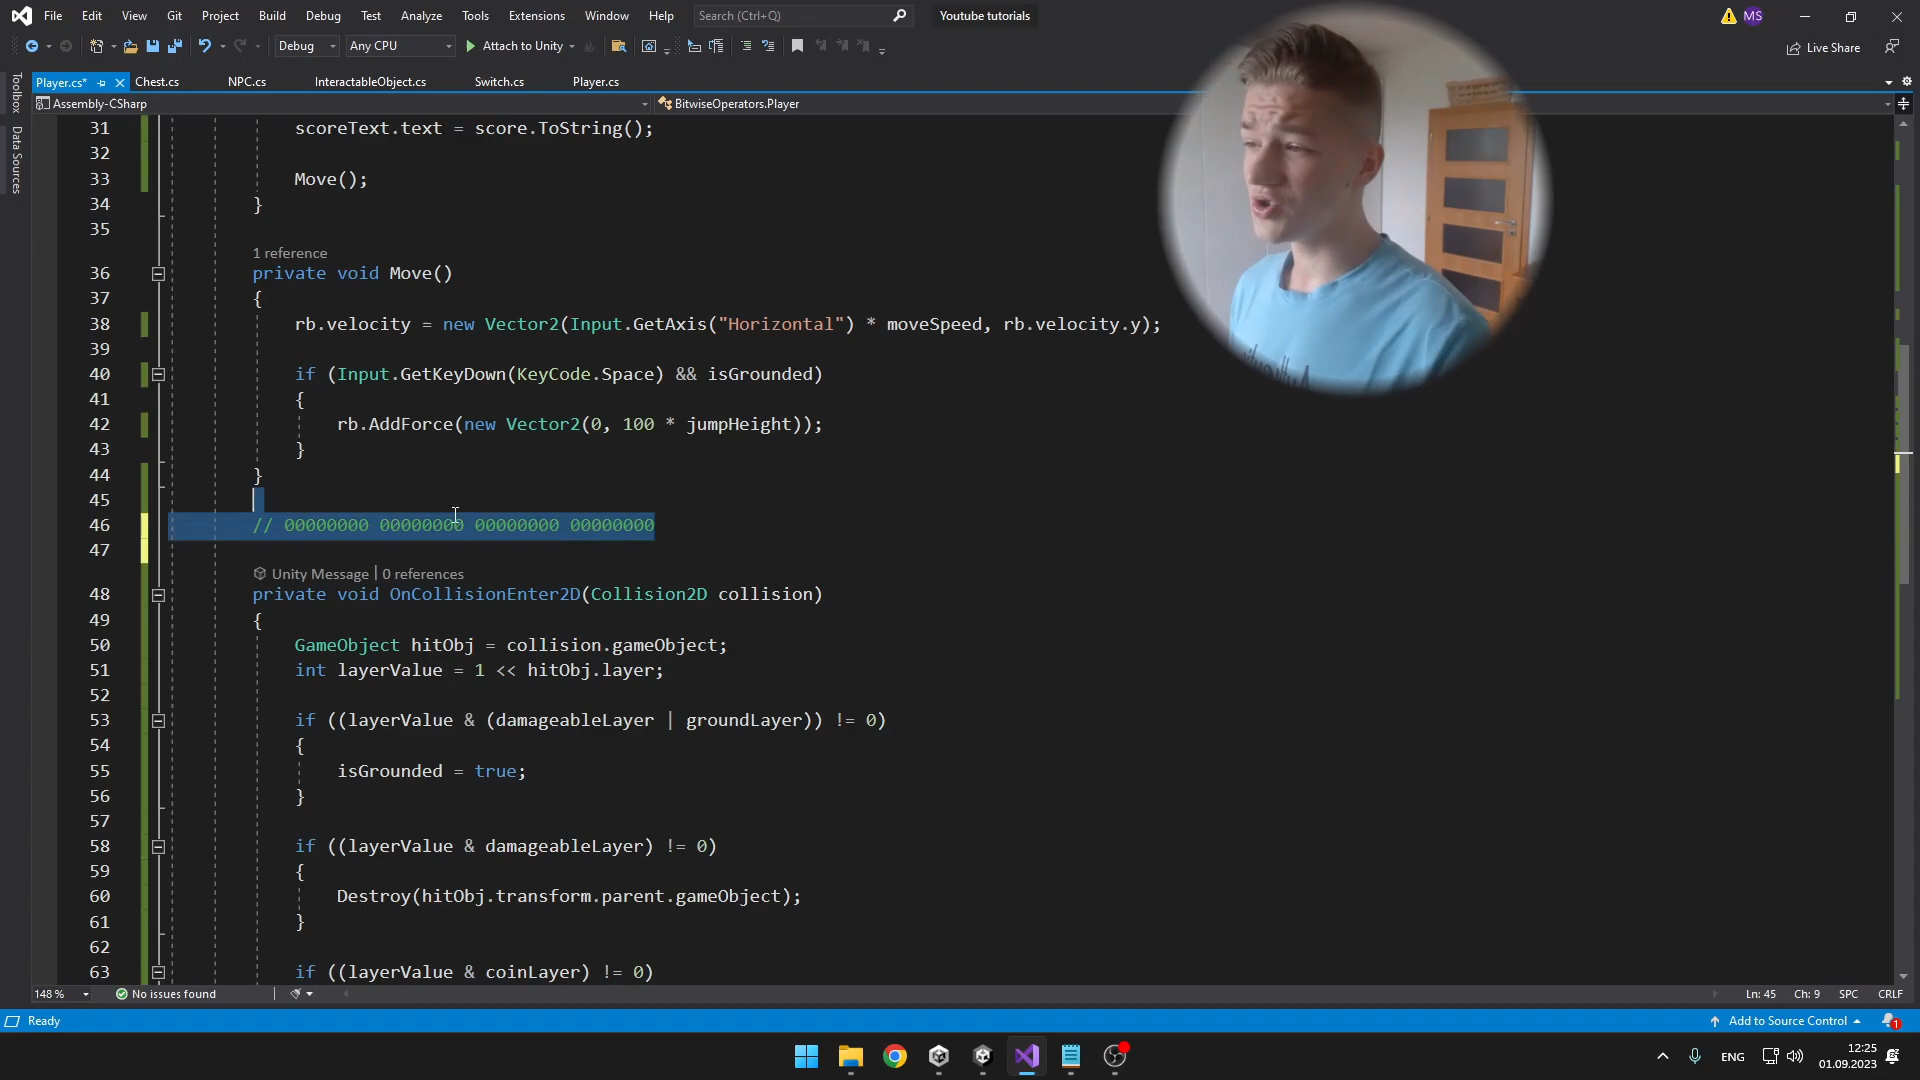 File Edit View Git Project Build Debug Test Analyze Tools Extensions Window Help Search (Ctrl+Q) Youtube tutorials MS
Debug Any CPU Attach to Unity Live Share
Player.cs* Chest.cs NPC.cs InteractableObject.cs Switch.cs Player.cs
Assembly-CSharp BitwiseOperators.Player
Toolbox
Data Sources
31 scoreText.text = score.ToString();
32
33 Move();
34 }
35
1 reference
36 private void Move()
37 {
38 rb.velocity = new Vector2(Input.GetAxis("Horizontal") * moveSpeed, rb.velocity.y);
39
40 if (Input.GetKeyDown(KeyCode.Space) && isGrounded)
41 {
42 rb.AddForce(new Vector2(0, 100 * jumpHeight));
43 }
44 }
45
46 // 00000000 00000000 00000000 00000000
47
Unity Message | 0 references
48 private void OnCollisionEnter2D(Collision2D collision)
49 {
50 GameObject hitObj = collision.gameObject;
51 int layerValue = 1 << hitObj.layer;
52
53 if ((layerValue & (damageableLayer | groundLayer)) != 0)
54 {
55 isGrounded = true;
56 }
57
58 if ((layerValue & damageableLayer) != 0)
59 {
60 Destroy(hitObj.transform.parent.gameObject);
61 }
62
63 if ((layerValue & coinLayer) != 0)
148 % No issues found Ln: 45 Ch: 9 SPC CRLF
Ready Add to Source Control 1
ENG 12:25
01.09.2023